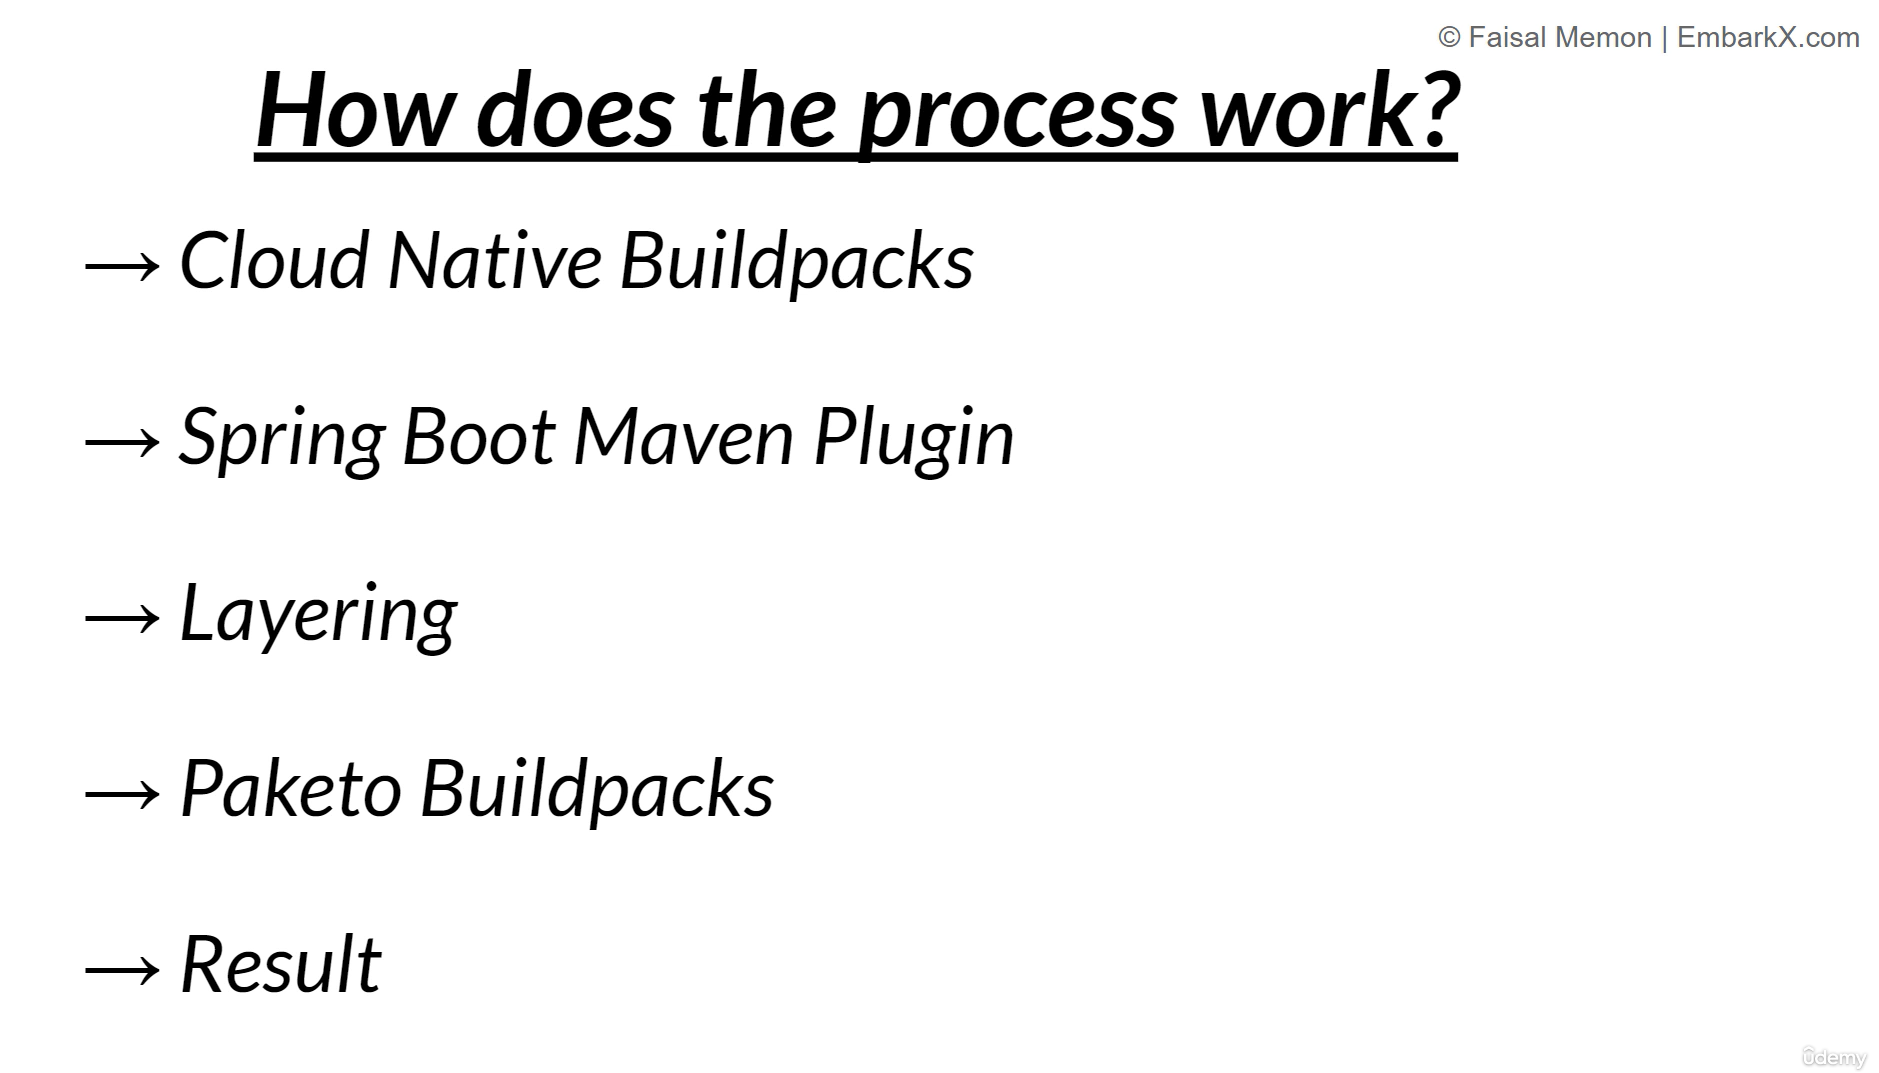 © Faisal Memon | EmbarkX.com
How does the process work?
→ Cloud Native Buildpacks
→ Spring Boot Maven Plugin
→ Layering
→ Paketo Buildpacks
→ Result
ûdemy